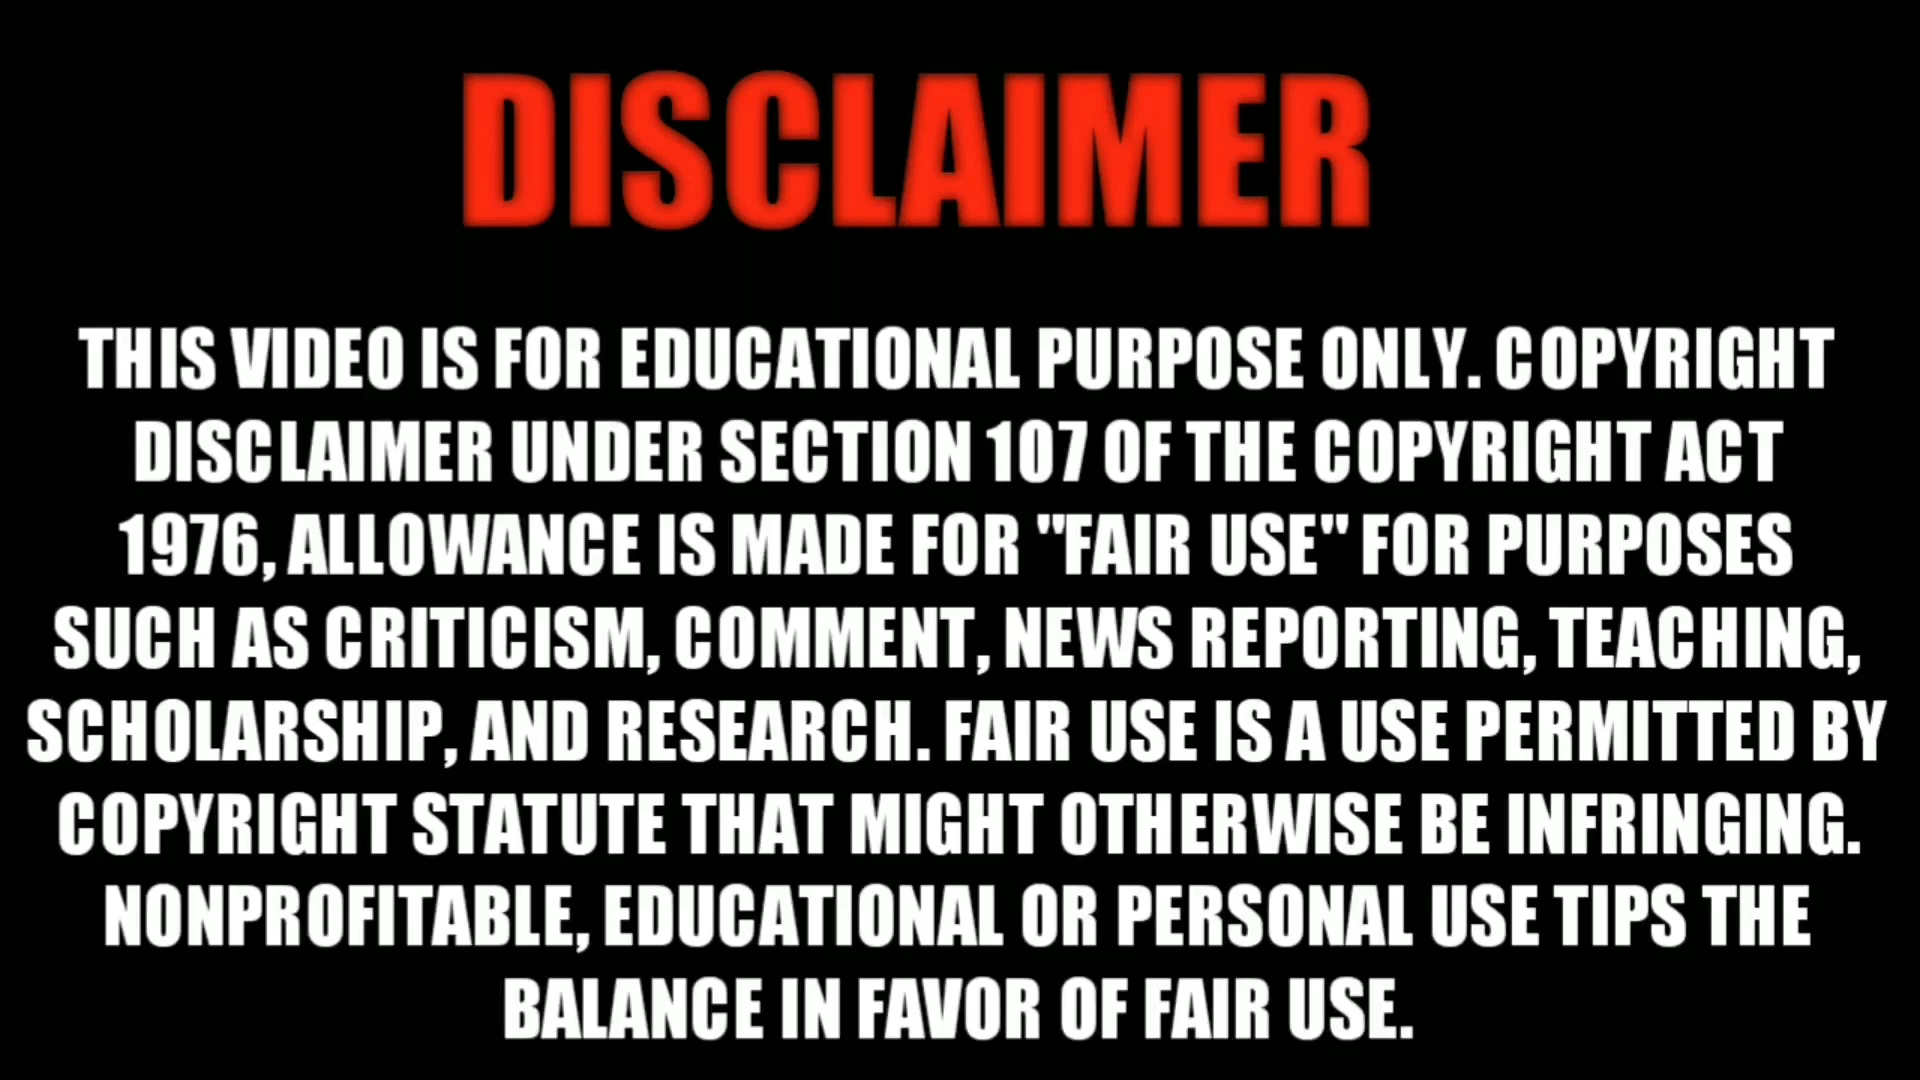 DISCLAIMER
THIS VIDEO IS FOR EDUCATIONAL PURPOSE ONLY. COPYRIGHT
DISCLAIMER UNDER SECTION 107 OF THE COPYRIGHT ACT
1976, ALLOWANCE IS MADE FOR "FAIR USE" FOR PURPOSES
SUCH AS CRITICISM, COMMENT, NEWS REPORTING, TEACHING,
SCHOLARSHIP, AND RESEARCH. FAIR USE IS A USE PERMITTED BY
COPYRIGHT STATUTE THAT MIGHT OTHERWISE BE INFRINGING.
NONPROFITABLE, EDUCATIONAL OR PERSONAL USE TIPS THE
BALANCE IN FAVOR OF FAIR USE.